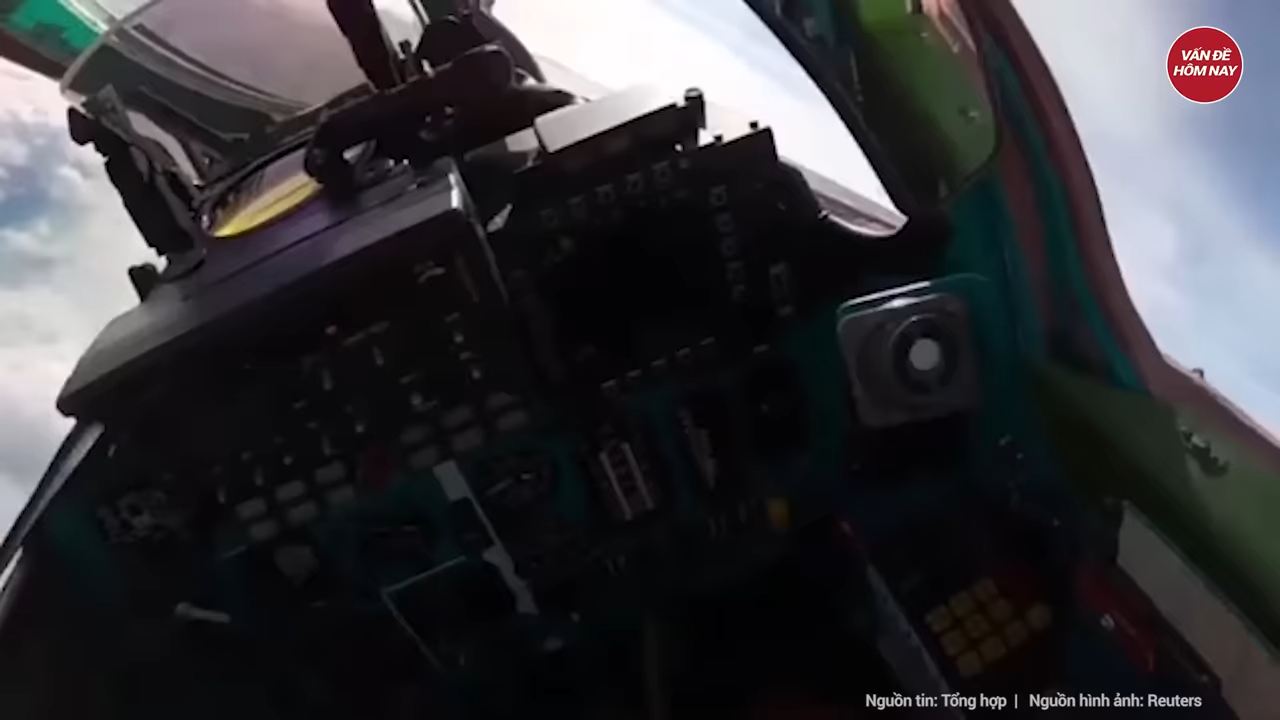 VẤN ĐỀ
HÔM NAY
Nguồn tin: Tổng hợp | Nguồn hình ảnh: Reuters